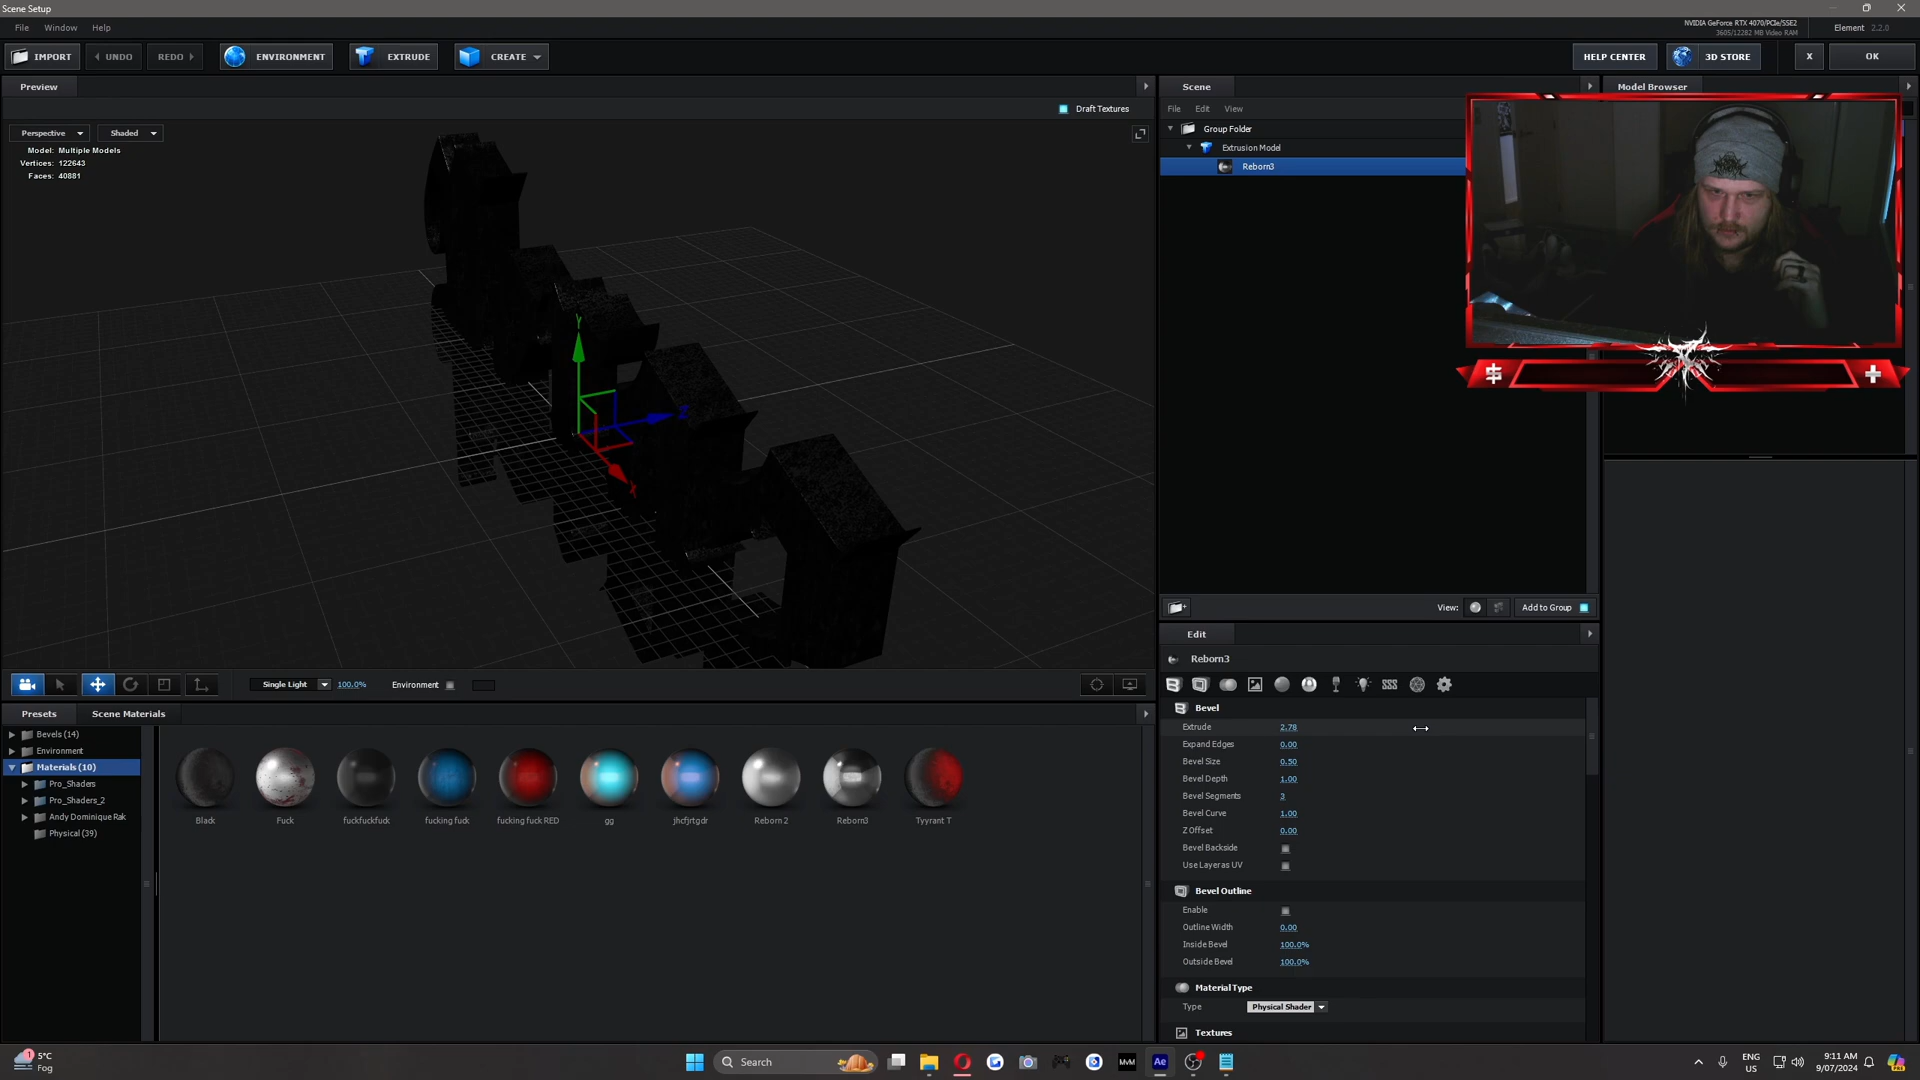 Scene Setup
File Window Help
NVIDIA GeForce RTX 4070/PCIe/SSE2
3605/12282 MB Video RAM
Element 2.2.0
IMPORT UNDO REDO ENVIRONMENT EXTRUDE CREATE HELP CENTER 3D STORE X OK
Preview
Draft Textures
Perspective Shaded
Model: Multiple Models
Vertices: 122643
Faces: 40881
Y
Z
X
Single Light 100.0% Environment
Scene
File Edit View
Group Folder
Extrusion Model
Reborn3
View: Add to Group
Model Browser
Edit
Reborn3
Bevel
Extrude 2.78
Expand Edges 0.00
Bevel Size 0.50
Bevel Depth 1.00
Bevel Segments 3
Bevel Curve 1.00
Z Offset 0.00
Bevel Backside
Use Layer as UV
Bevel Outline
Enable
Outline Width 0.00
Inside Bevel 100.0%
Outside Bevel 100.0%
Material Type
Type Physical Shader
Textures
Presets Scene Materials
Bevels (14)
Environment
Materials (10)
Pro_Shaders
Pro_Shaders_2
Andy Dominique Rak
Physical (39)
Black Fuck fuckfuckfuck fucking fuck fucking fuck RED gg jhcfjrtgdr Reborn 2 Reborn3 Tyyrant T
1
5°C
Fog
Search
MVM
Ae
ENG
US
9:11 AM
9/07/2024